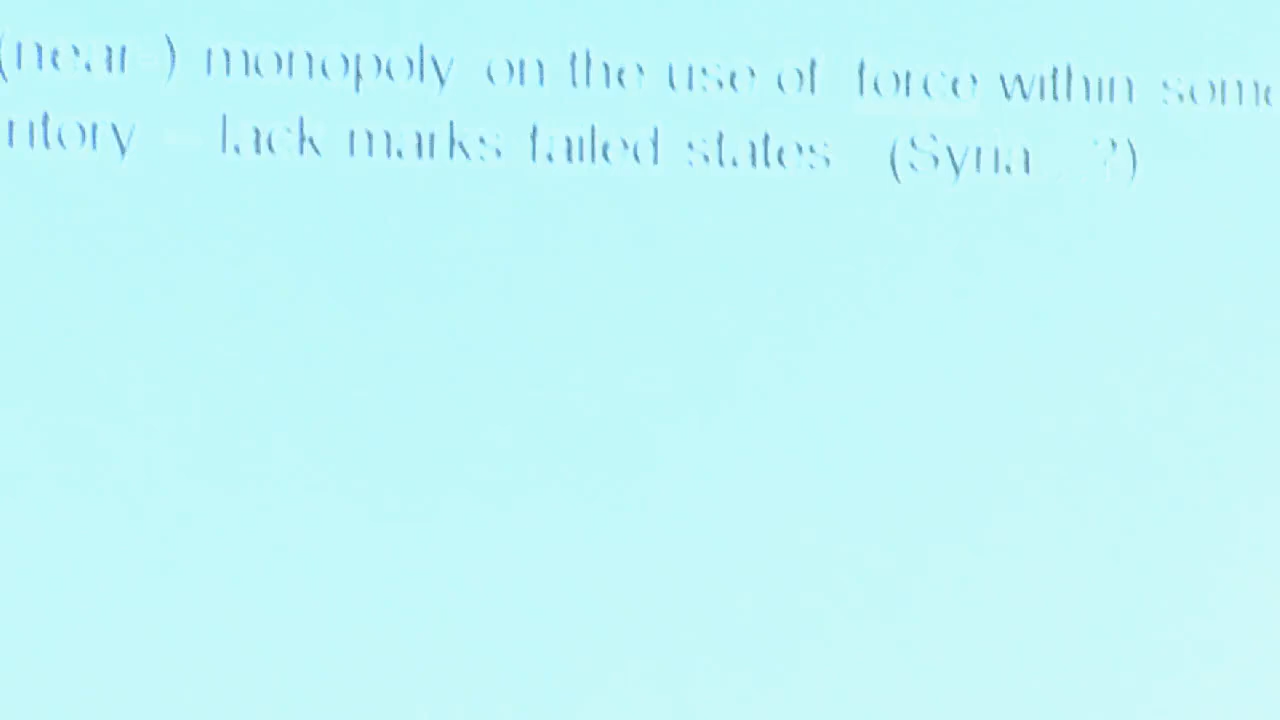 (near-) monopoly on the use of force within some
ritory – lack marks failed states (Syria...?)